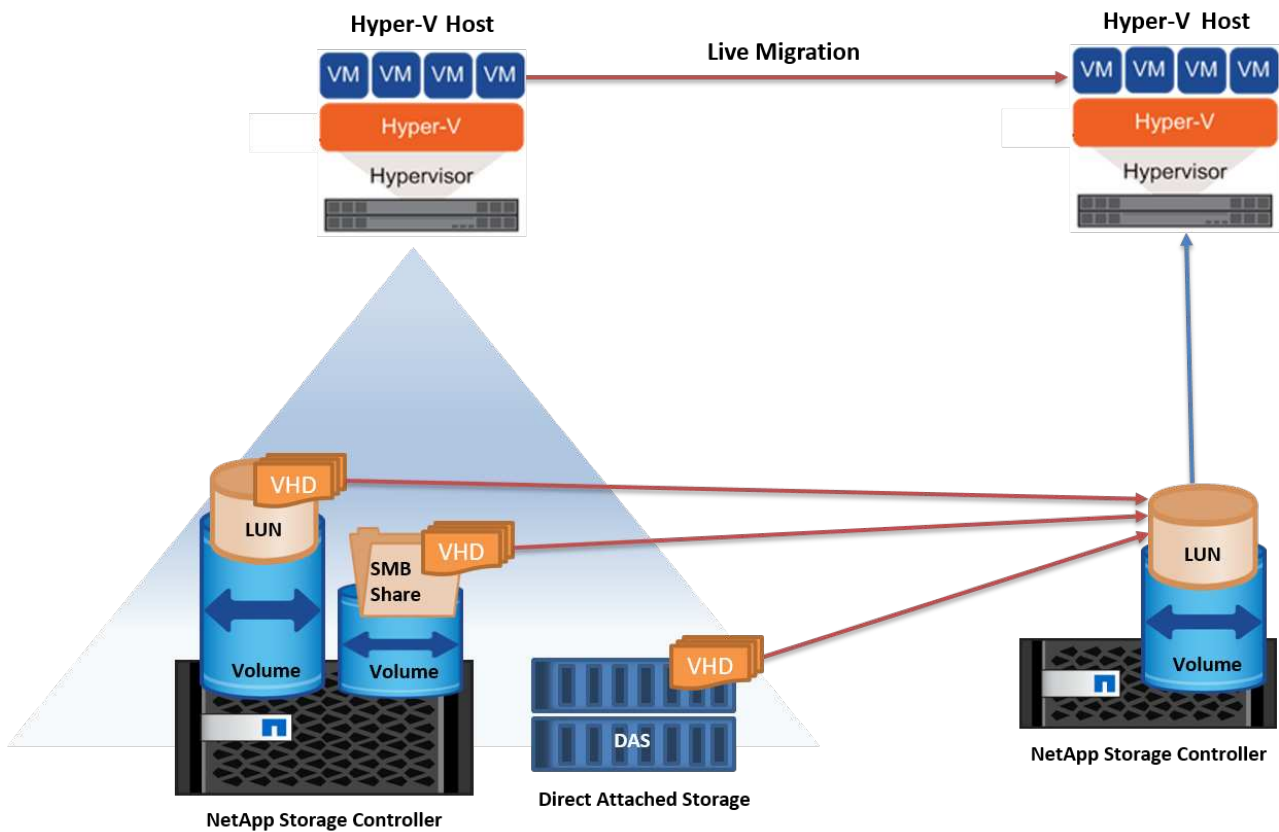 Hyper-V Host
Hyper-V Host
Live Migration
VM VM VM VM
VM VM VM VM
Hyper-V
Hyper-V
Hypervisor
Hypervisor
VHD
LUN
VHD
SMB
Share
LUN
VHD
Volume
Volume
Volume
DAS
NetApp Storage Controller
Direct Attached Storage
NetApp Storage Controller